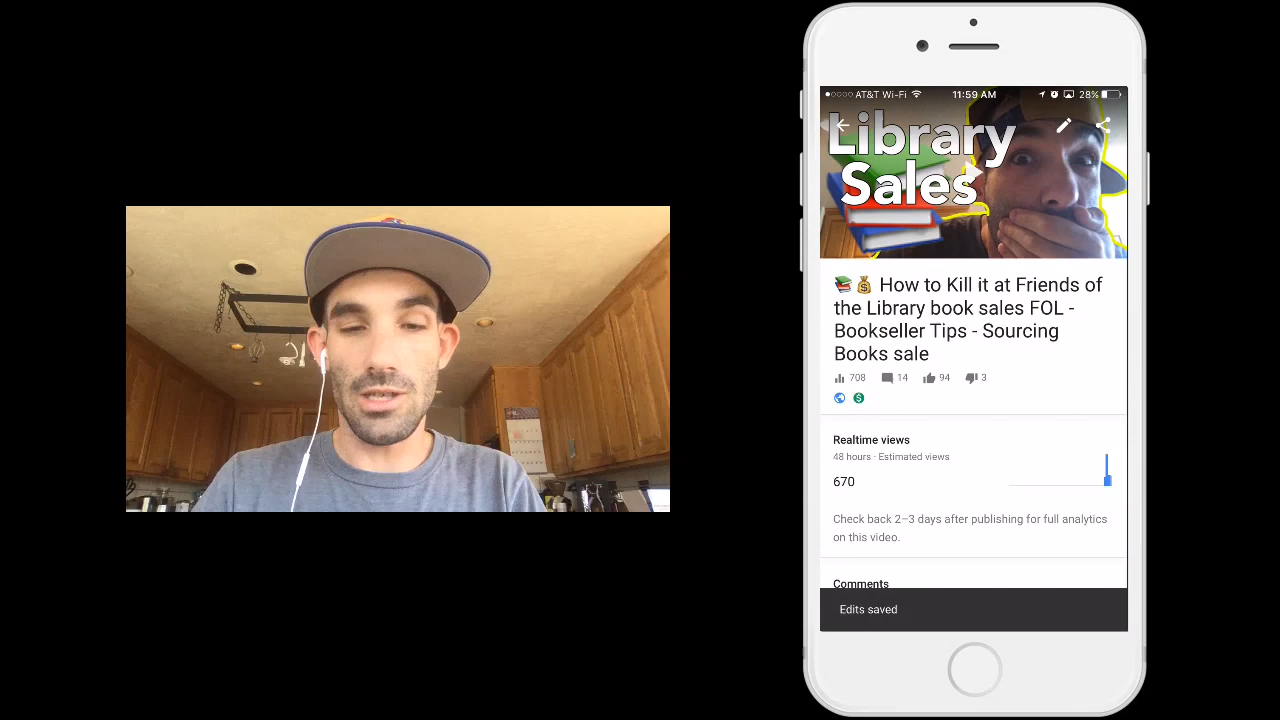 AT&T Wi-Fi 11:59 AM 28%
Library
Sales
How to Kill it at Friends of
the Library book sales FOL -
Bookseller Tips - Sourcing
Books sale
708 14 94 3
Realtime views
48 hours · Estimated views
670
Check back 2–3 days after publishing for full analytics
on this video.
Comments
Edits saved